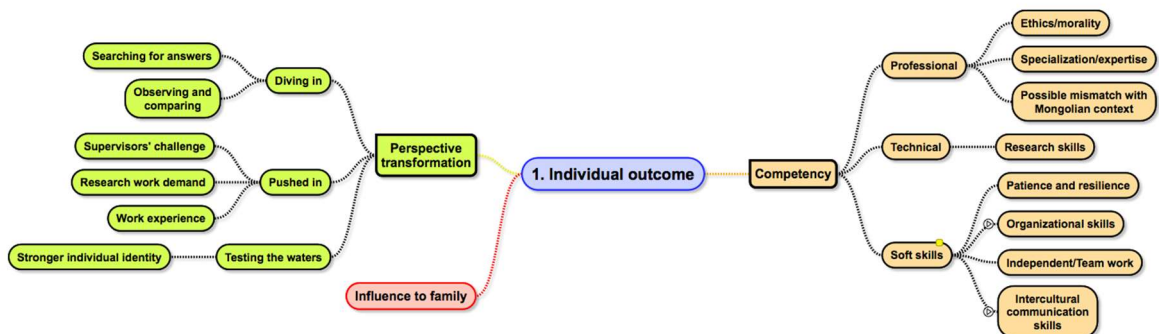 1. Individual outcome
Perspective
transformation
Diving in
Searching for answers
Observing and
comparing
Pushed in
Supervisors' challenge
Research work demand
Work experience
Testing the waters
Stronger individual identity
Influence to family
Competency
Professional
Ethics/morality
Specialization/expertise
Possible mismatch with
Mongolian context
Technical
Research skills
Soft skills
Patience and resilience
Organizational skills
Independent/Team work
Intercultural
communication
skills